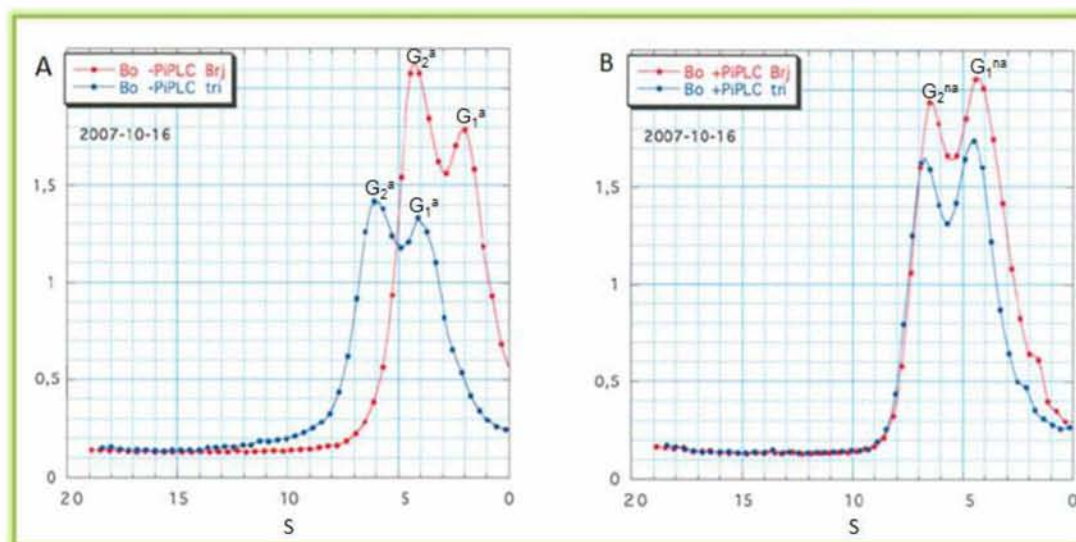 A
Bo -PiPLC Brj
Bo -PiPLC tri
2007-10-16
G₂ᵃ
G₁ᵃ
G₂ᵃ
G₁ᵃ
1,5
1
0,5
0
20 15 10 5 0
S
B
Bo +PiPLC Brj
Bo +PiPLC tri
2007-10-16
G₂ⁿᵃ
G₁ⁿᵃ
1,5
1
0,5
0
20 15 10 5 0
S